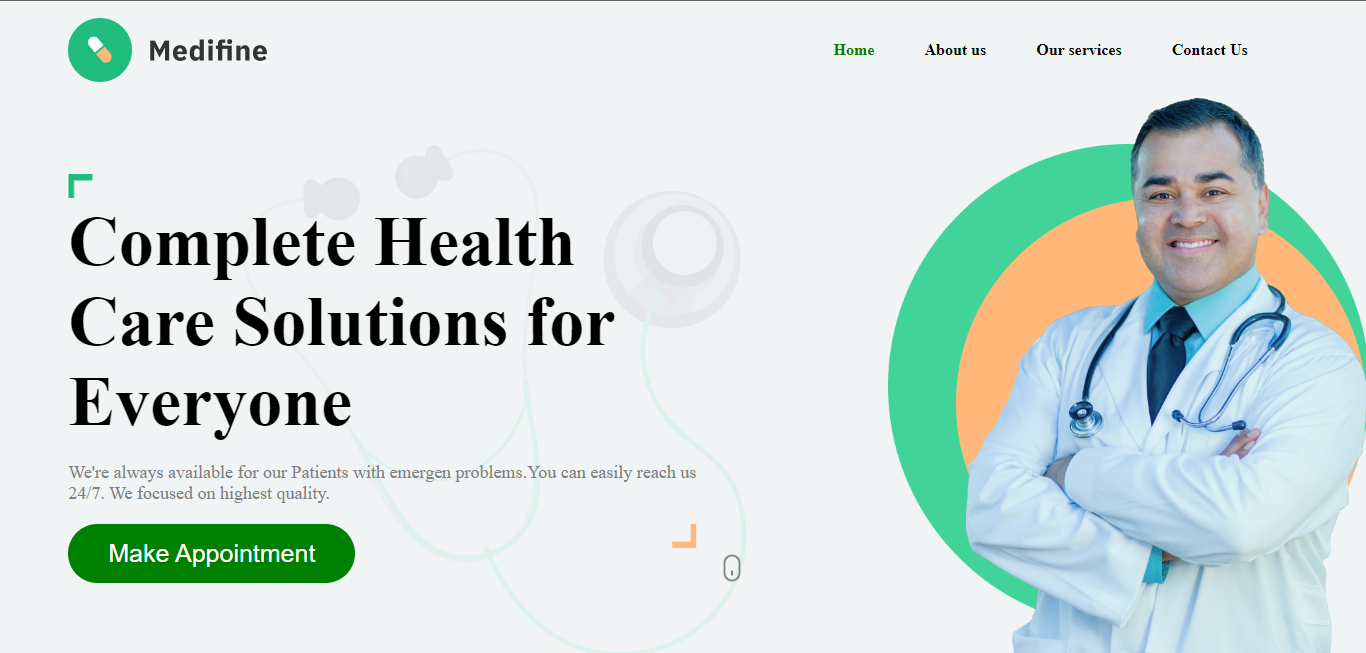 Medifine
Home About us Our services Contact Us
Complete Health
Care Solutions for
Everyone
We're always available for our Patients with emergen problems.You can easily reach us
24/7. We focused on highest quality.
Make Appointment